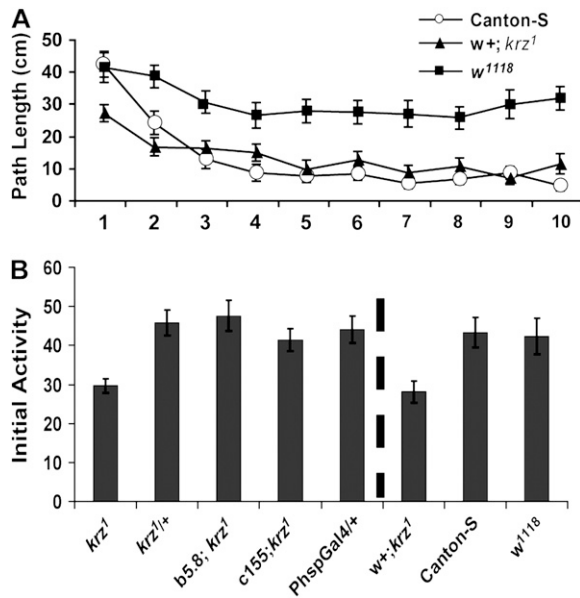 A
Canton-S
w+; krz¹
w¹¹¹⁸
Path Length (cm)
50
40
30
20
10
0
1 2 3 4 5 6 7 8 9 10
B
Initial Activity
60
50
40
30
20
10
0
krz¹
krz¹/+
b5.8; krz¹
c155;krz¹
PhspGal4/+
w+;krz¹
Canton-S
w¹¹¹⁸